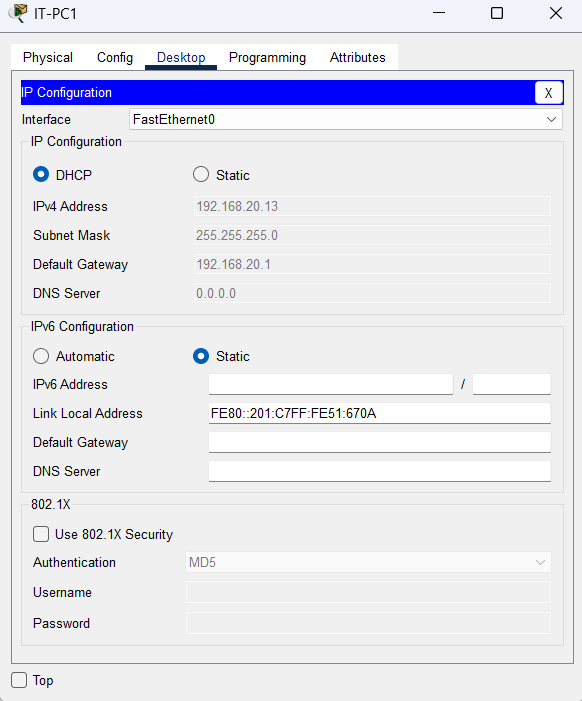 IT-PC1
Physical Config Desktop Programming Attributes
IP Configuration X
Interface FastEthernet0
IP Configuration
DHCP Static
IPv4 Address 192.168.20.13
Subnet Mask 255.255.255.0
Default Gateway 192.168.20.1
DNS Server 0.0.0.0
IPv6 Configuration
Automatic Static
IPv6 Address /
Link Local Address FE80::201:C7FF:FE51:670A
Default Gateway
DNS Server
802.1X
Use 802.1X Security
Authentication MD5
Username
Password
Top